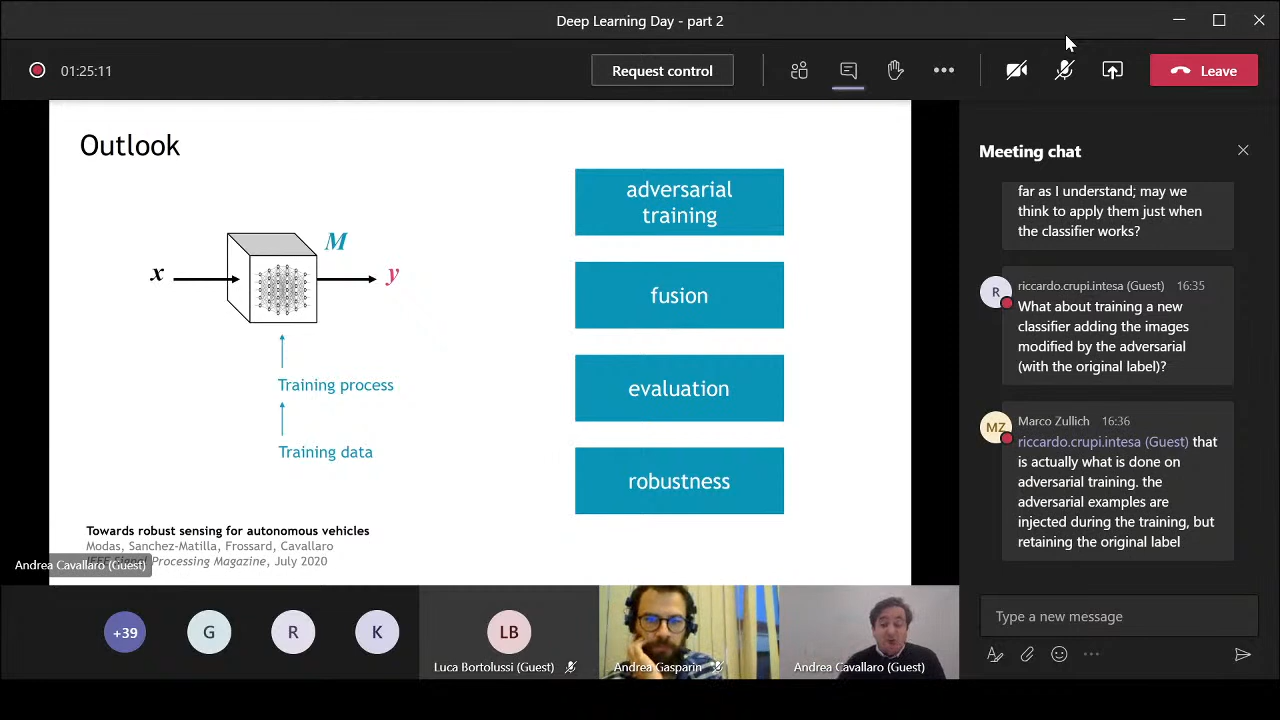 Deep Learning Day - part 2
01:25:11
Request control
Leave
Outlook
x
M
y
Training process
Training data
adversarial
training
fusion
evaluation
robustness
Towards robust sensing for autonomous vehicles
Modas, Sanchez-Matilla, Frossard, Cavallaro
IEEE Signal Processing Magazine, July 2020
Andrea Cavallaro (Guest)
Meeting chat
far as I understand; may we
think to apply them just when
the classifier works?
R
riccardo.crupi.intesa (Guest) 16:35
What about training a new
classifier adding the images
modified by the adversarial
(with the original label)?
MZ
Marco Zullich 16:36
riccardo.crupi.intesa (Guest) that
is actually what is done on
adversarial training. the
adversarial examples are
injected during the training, but
retaining the original label
Type a new message
+39
G
R
K
LB
Luca Bortolussi (Guest)
Andrea Gasparin
Andrea Cavallaro (Guest)